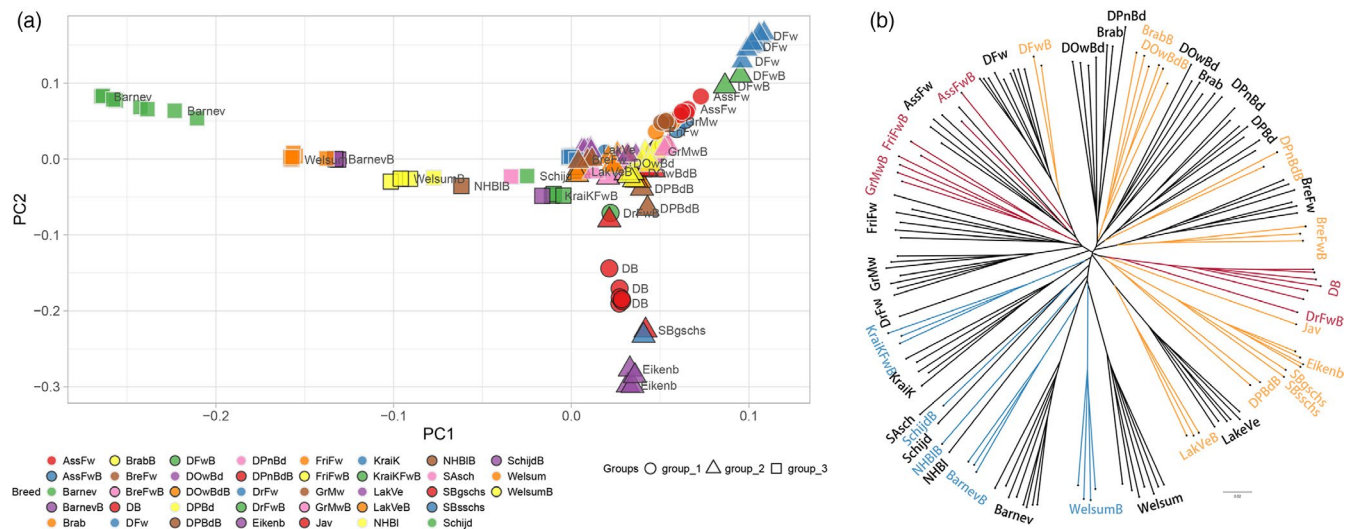 (a)
DFw
DFw
DFw
DFwB
DFwB
AssFw
AssFw
GrMw
GrMwB
LakVe
BreFw
LakVeB
DOwBd
DPBdB
DPBdB
DrFwB
DB
DB
DB
SBgschs
Eikenb
Eikenb
Barnev
Barnev
Welsum
BarnevB
WelsumB
NHBlB
Schijd
KraiKFwB
PC2
0.1
0.0
−0.1
−0.2
−0.3
−0.2
−0.1
0.0
0.1
PC1
AssFw BrabB DFwB DPnBd FriFw KraiK NHBlB SchijdB
AssFwB BreFw DOwBd DPnBdB FriFwB KraiKFwB SAsch Welsum
Breed Barnev BreFwB DOwBdB DrFw GrMw LakVe SBgschs WelsumB
BarnevB DB DPBd DrFwB GrMwB LakVeB SBsschs
Brab DFw DPBdB Eikenb Jav NHBl Schijd
Groups group_1 group_2 group_3
(b)
DPnBd
Brab
BrabB
DOwBdB
DOwBd
DOwBd
Brab
DPnBd
DPBd
DPnBdB
BreFw
BreFwB
DB
DrFwB
Jav
Eikenb
SBgschs
SBsschs
DPBdB
LakeVe
LakVeB
Welsum
WelsumB
Barnev
BarnevB
NHBl
NHBlB
Schijd
SchijdB
SAsch
KraiK
KraiKFwB
DrFw
GrMw
FriFw
GrMwB
FriFwB
AssFw
AssFwB
DFw
DFwB
0.02